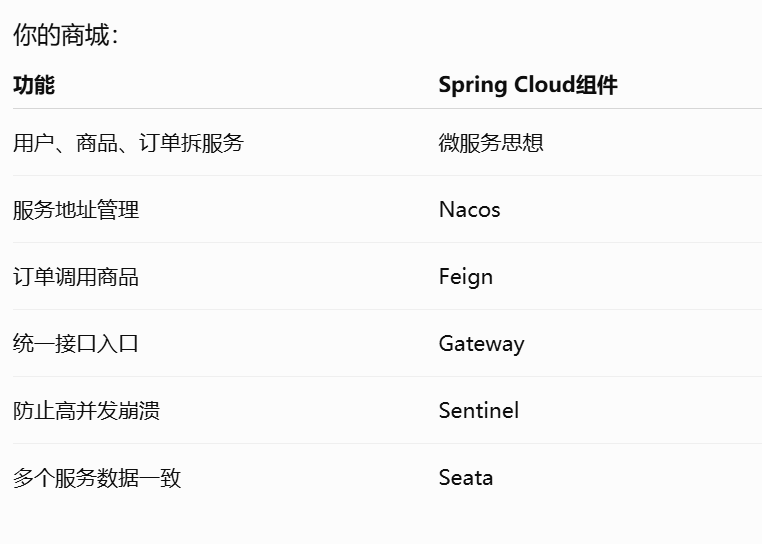 你的商城：
功能 Spring Cloud组件
用户、商品、订单拆服务 微服务思想
服务地址管理 Nacos
订单调用商品 Feign
统一接口入口 Gateway
防止高并发崩溃 Sentinel
多个服务数据一致 Seata